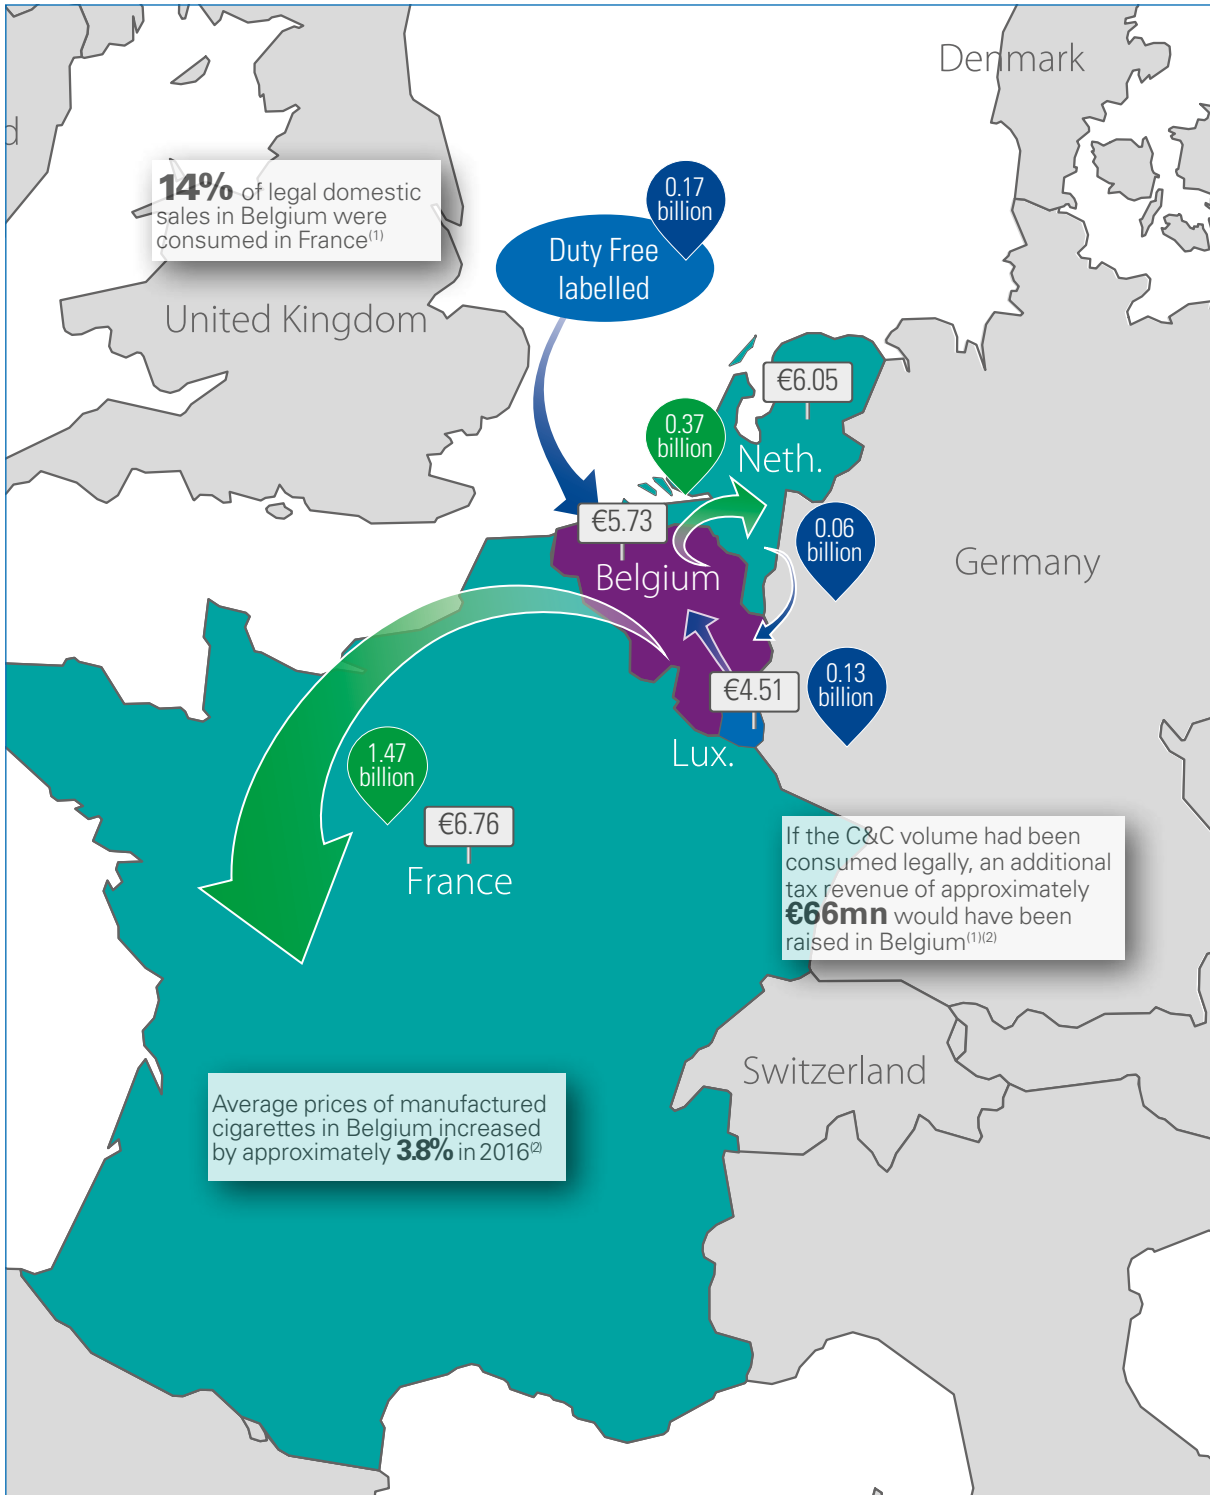 Denmark
d
0.17
billion
14% of legal domestic
sales in Belgium were
consumed in France(1)
Duty Free
labelled
United Kingdom
€6.05
0.37
billion
Neth.
€5.73
0.06
billion
Belgium
Germany
0.13
billion
€4.51
Lux.
1.47
billion
€6.76
France
If the C&C volume had been
consumed legally, an additional
tax revenue of approximately
€66mn would have been
raised in Belgium(1)(2)
Switzerland
Average prices of manufactured
cigarettes in Belgium increased
by approximately 3.8% in 2016(2)